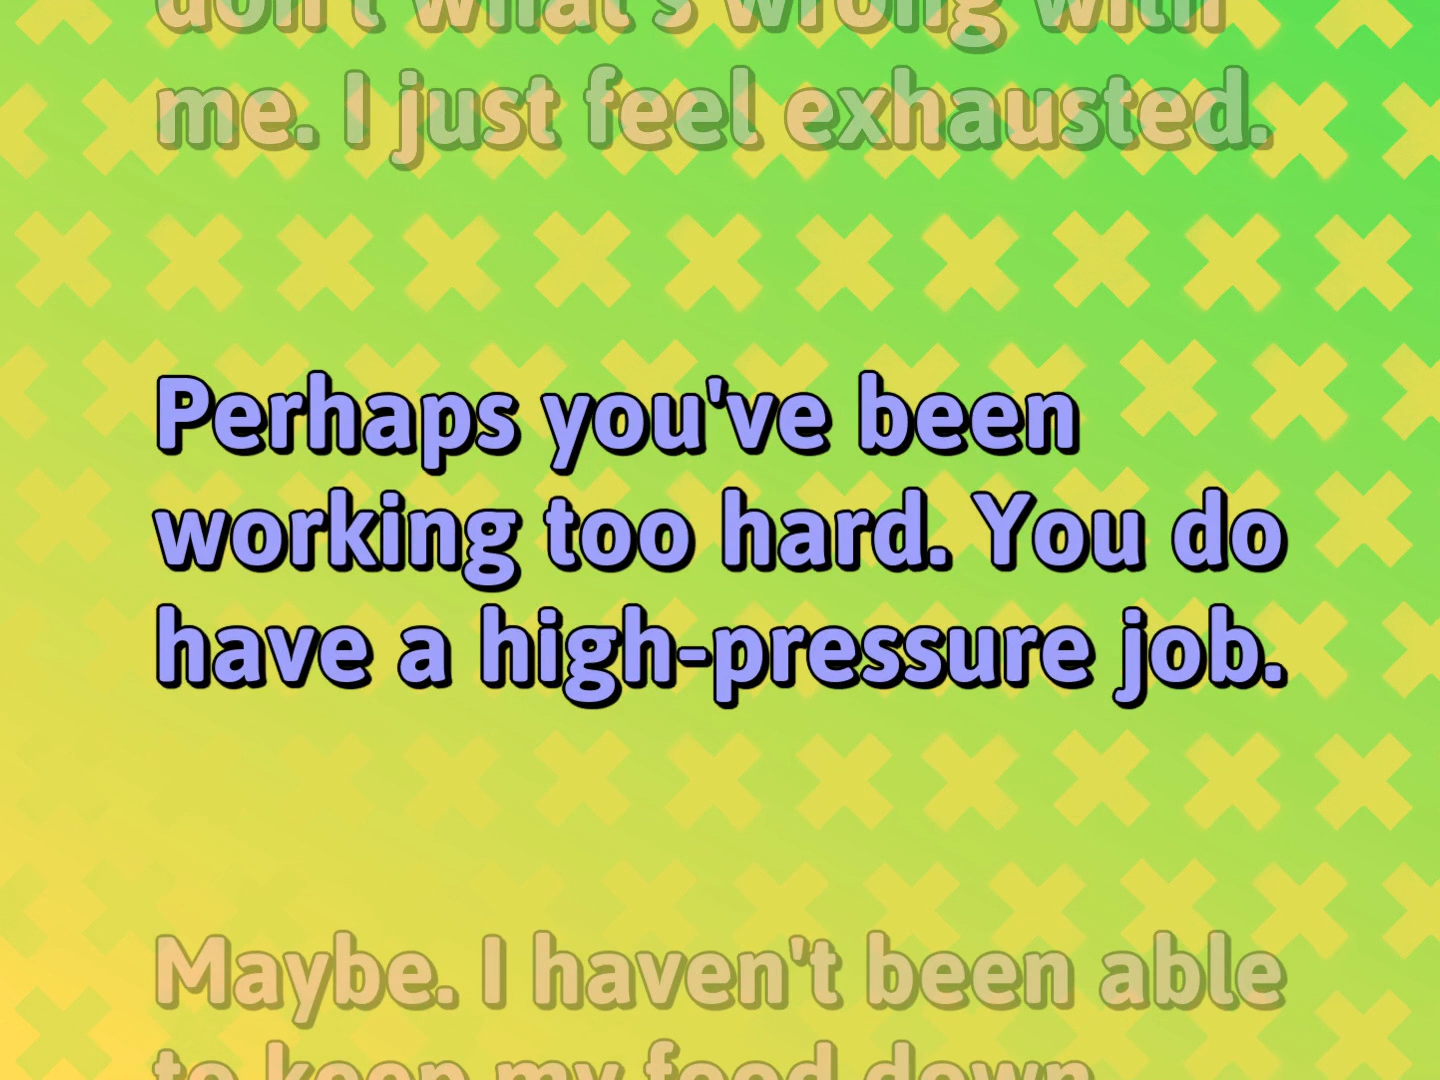 don't what's wrong with
me. I just feel exhausted.
Perhaps you've been
working too hard. You do
have a high-pressure job.
Maybe. I haven't been able
to keep my food down